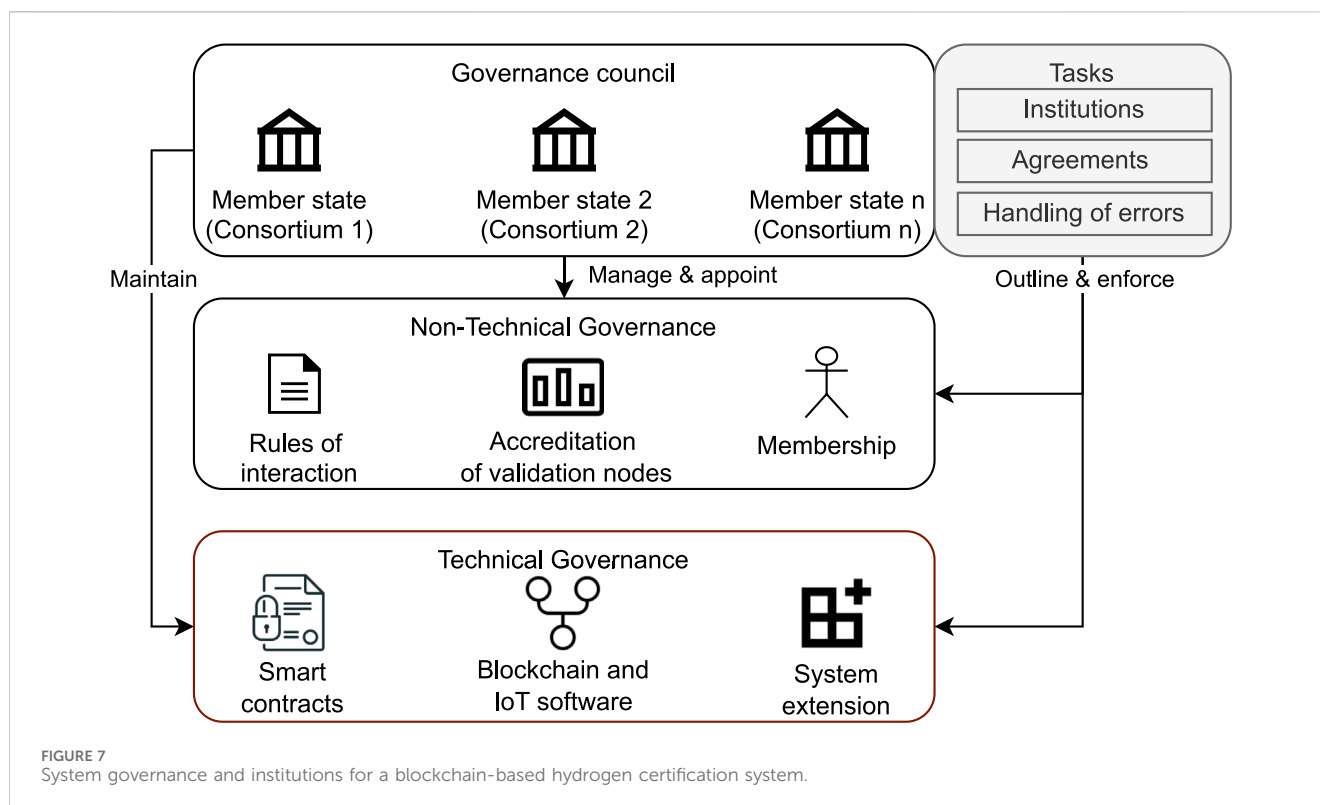 Governance council
Member state
(Consortium 1)
Member state 2
(Consortium 2)
Member state n
(Consortium n)
Tasks
Institutions
Agreements
Handling of errors
Maintain
Manage & appoint
Outline & enforce
Non-Technical Governance
Rules of
interaction
Accreditation
of validation nodes
Membership
Technical Governance
Smart
contracts
Blockchain and
IoT software
System
extension
FIGURE 7
System governance and institutions for a blockchain-based hydrogen certification system.